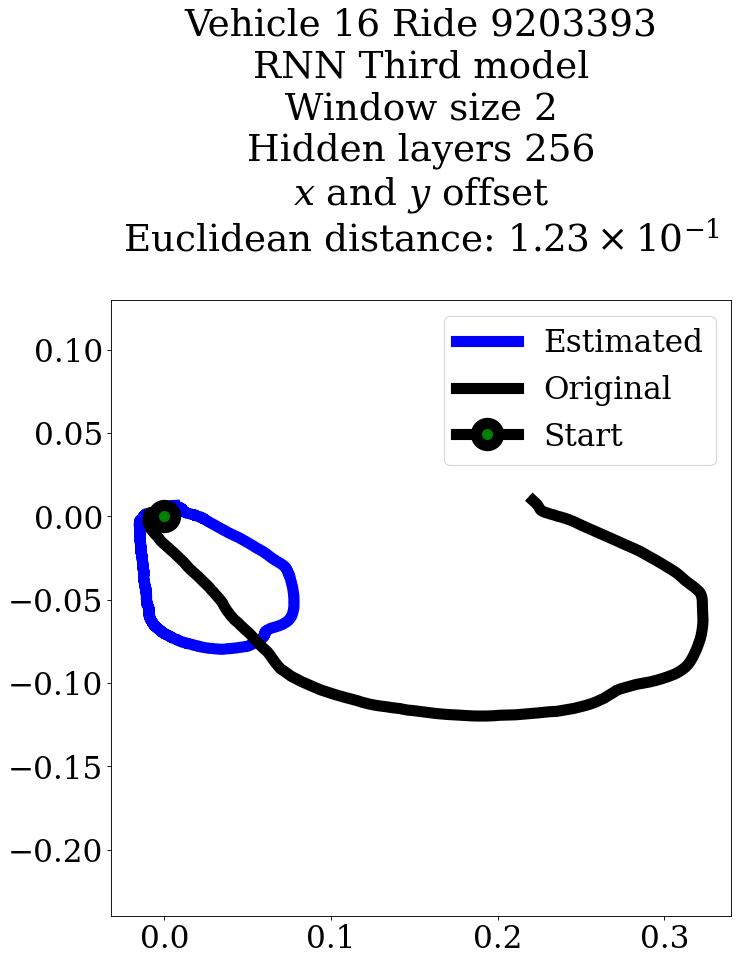 Vehicle 16 Ride 9203393
RNN Third model
Window size 2
Hidden layers 256
x and y offset
Euclidean distance: 1.23 × 10⁻¹
Estimated
Original
Start
0.10
0.05
0.00
−0.05
−0.10
−0.15
−0.20
0.0 0.1 0.2 0.3